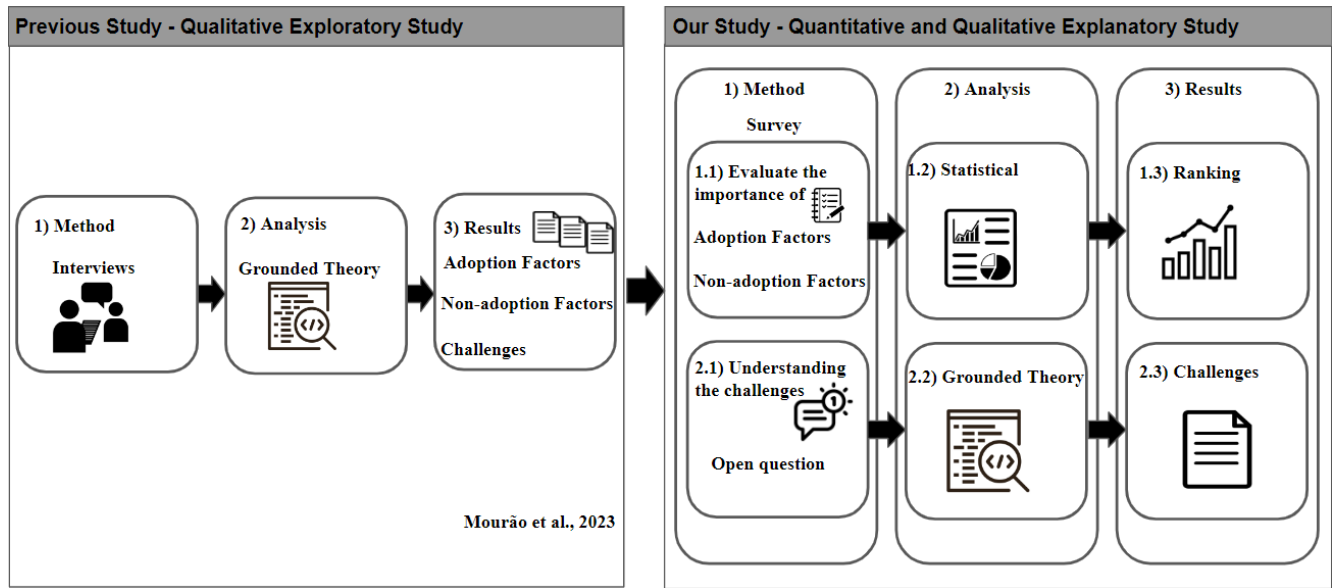 Previous Study - Qualitative Exploratory Study
1) Method
Interviews
2) Analysis
Grounded Theory
3) Results
Adoption Factors
Non-adoption Factors
Challenges
Mourão et al., 2023
Our Study - Quantitative and Qualitative Explanatory Study
1) Method
Survey
1.1) Evaluate the
importance of
Adoption Factors
Non-adoption Factors
2.1) Understanding
the challenges
1
Open question
2) Analysis
1.2) Statistical
2.2) Grounded Theory
3) Results
1.3) Ranking
2.3) Challenges